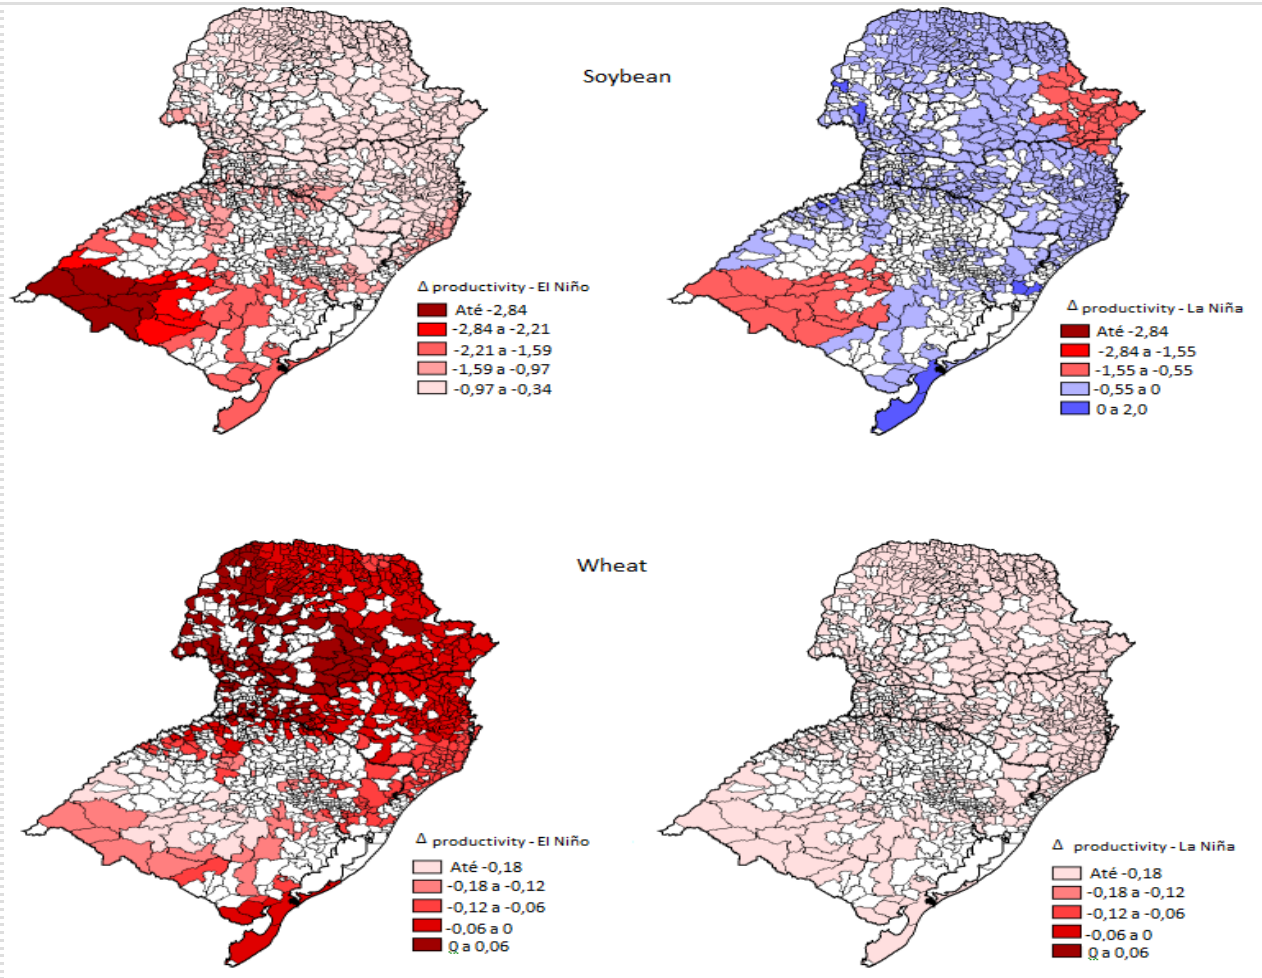 Soybean
Δ productivity - El Niño
Até -2,84
-2,84 a -2,21
-2,21 a -1,59
-1,59 a -0,97
-0,97 a -0,34
Δ productivity - La Niña
Até -2,84
-2,84 a -1,55
-1,55 a -0,55
-0,55 a 0
0 a 2,0
Wheat
Δ productivity - El Niño
Até -0,18
-0,18 a -0,12
-0,12 a -0,06
-0,06 a 0
0 a 0,06
Δ productivity - La Niña
Até -0,18
-0,18 a -0,12
-0,12 a -0,06
-0,06 a 0
0 a 0,06